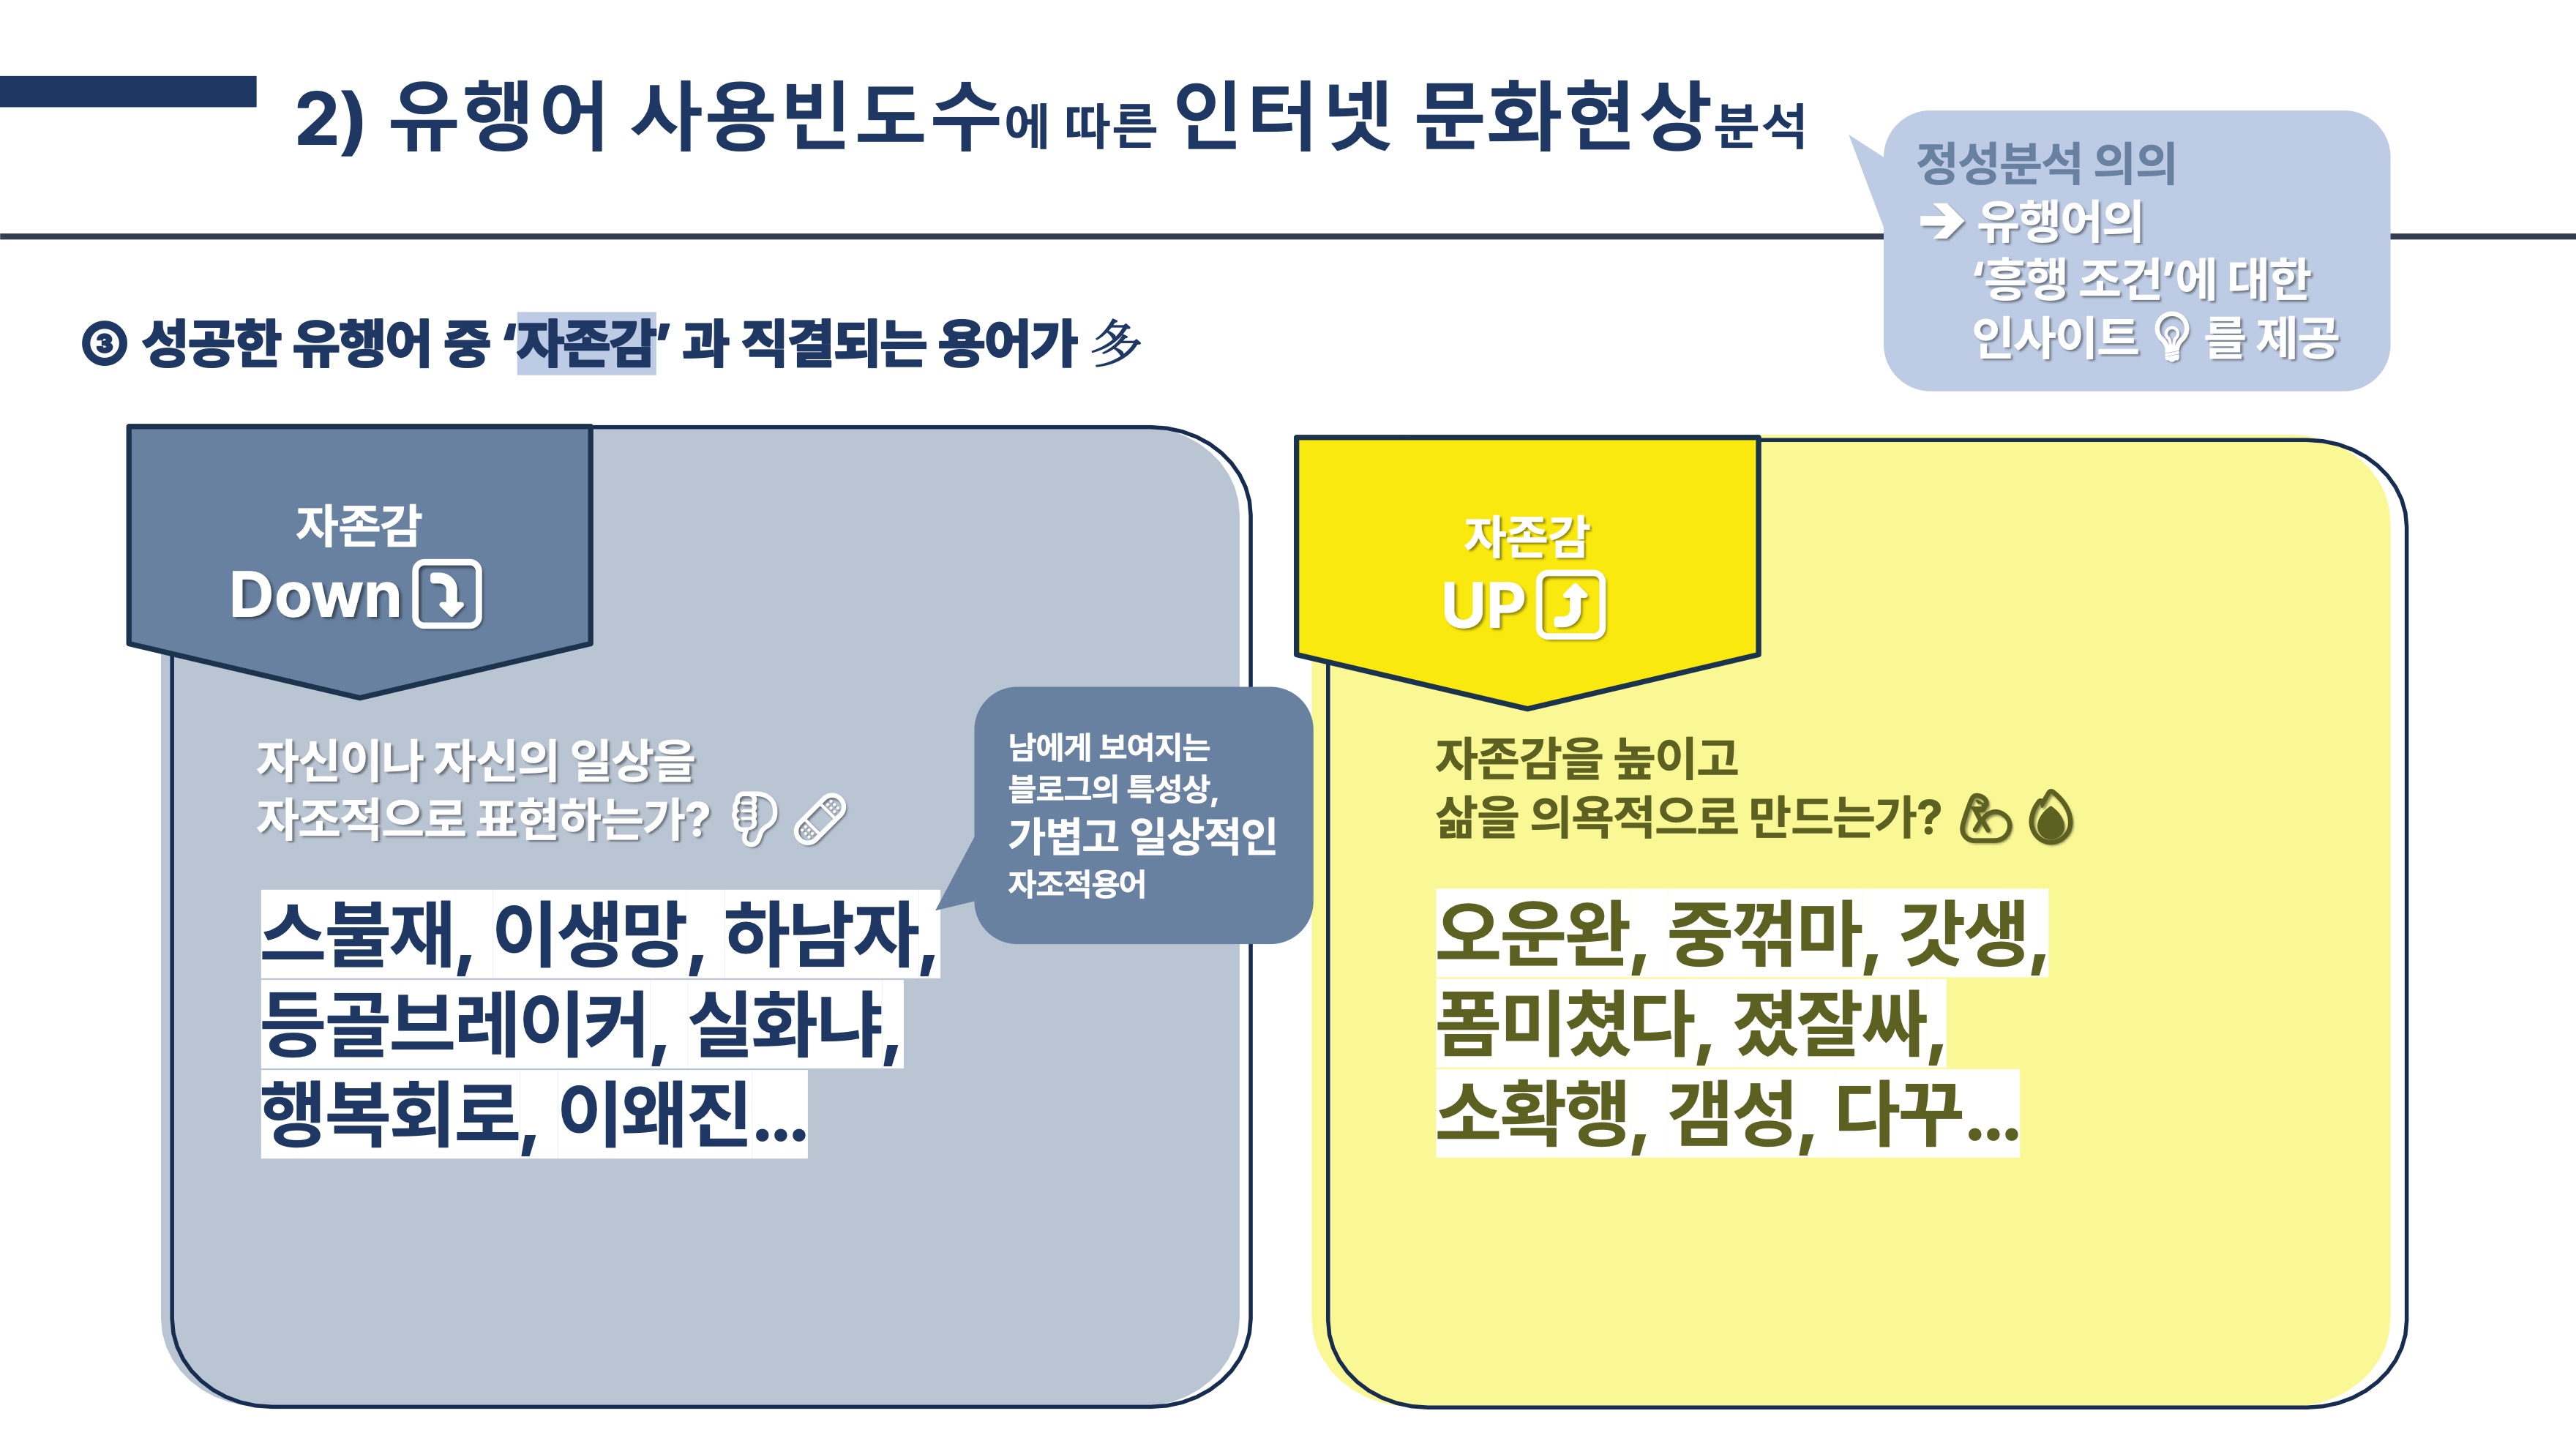 2) 유행어 사용빈도수에 따른 인터넷 문화현상분석
정성분석 의의
➔ 유행어의
‘흥행 조건’에 대한
인사이트💡를 제공
③ 성공한 유행어 중 ‘자존감’ 과 직결되는 용어가 多
자존감
Down⤵
자신이나 자신의 일상을
자조적으로 표현하는가? 👎🩹
스불재, 이생망, 하남자,
등골브레이커, 실화냐,
행복회로, 이왜진...
남에게 보여지는
블로그의 특성상,
가볍고 일상적인
자조적용어
자존감
UP⤴
자존감을 높이고
삶을 의욕적으로 만드는가? 💪🔥
오운완, 중꺾마, 갓생,
폼미쳤다, 졌잘싸,
소확행, 갬성, 다꾸...